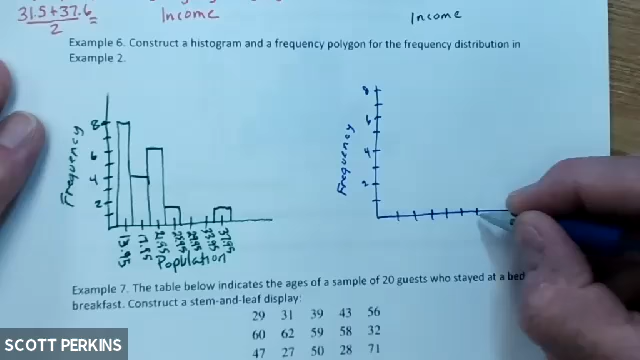 31.5+37.6 =
2
Income
Income
Example 6. Construct a histogram and a frequency polygon for the frequency distribution in
Example 2.
8
6
4
2
Frequency
13.95
17.95
21.95
25.95
29.95
33.95
37.95
Population
8
6
4
2
Frequency
Example 7. The table below indicates the ages of a sample of 20 guests who stayed at a bed
breakfast. Construct a stem-and-leaf display:
29 31 39 43 56
60 62 59 58 32
47 27 50 28 71
SCOTT PERKINS